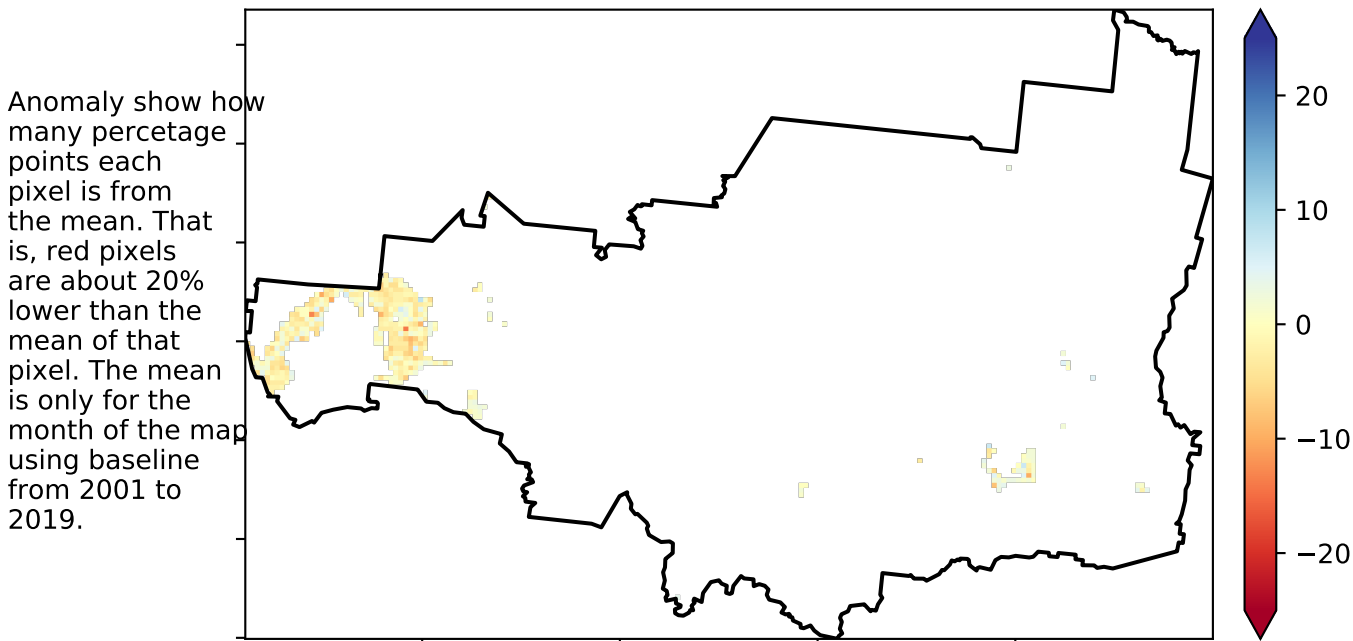 Anomaly show how
many percetage
points each
pixel is from
the mean. That
is, red pixels
are about 20%
lower than the
mean of that
pixel. The mean
is only for the
month of the map
using baseline
from 2001 to
2019.
20
10
0
−10
−20